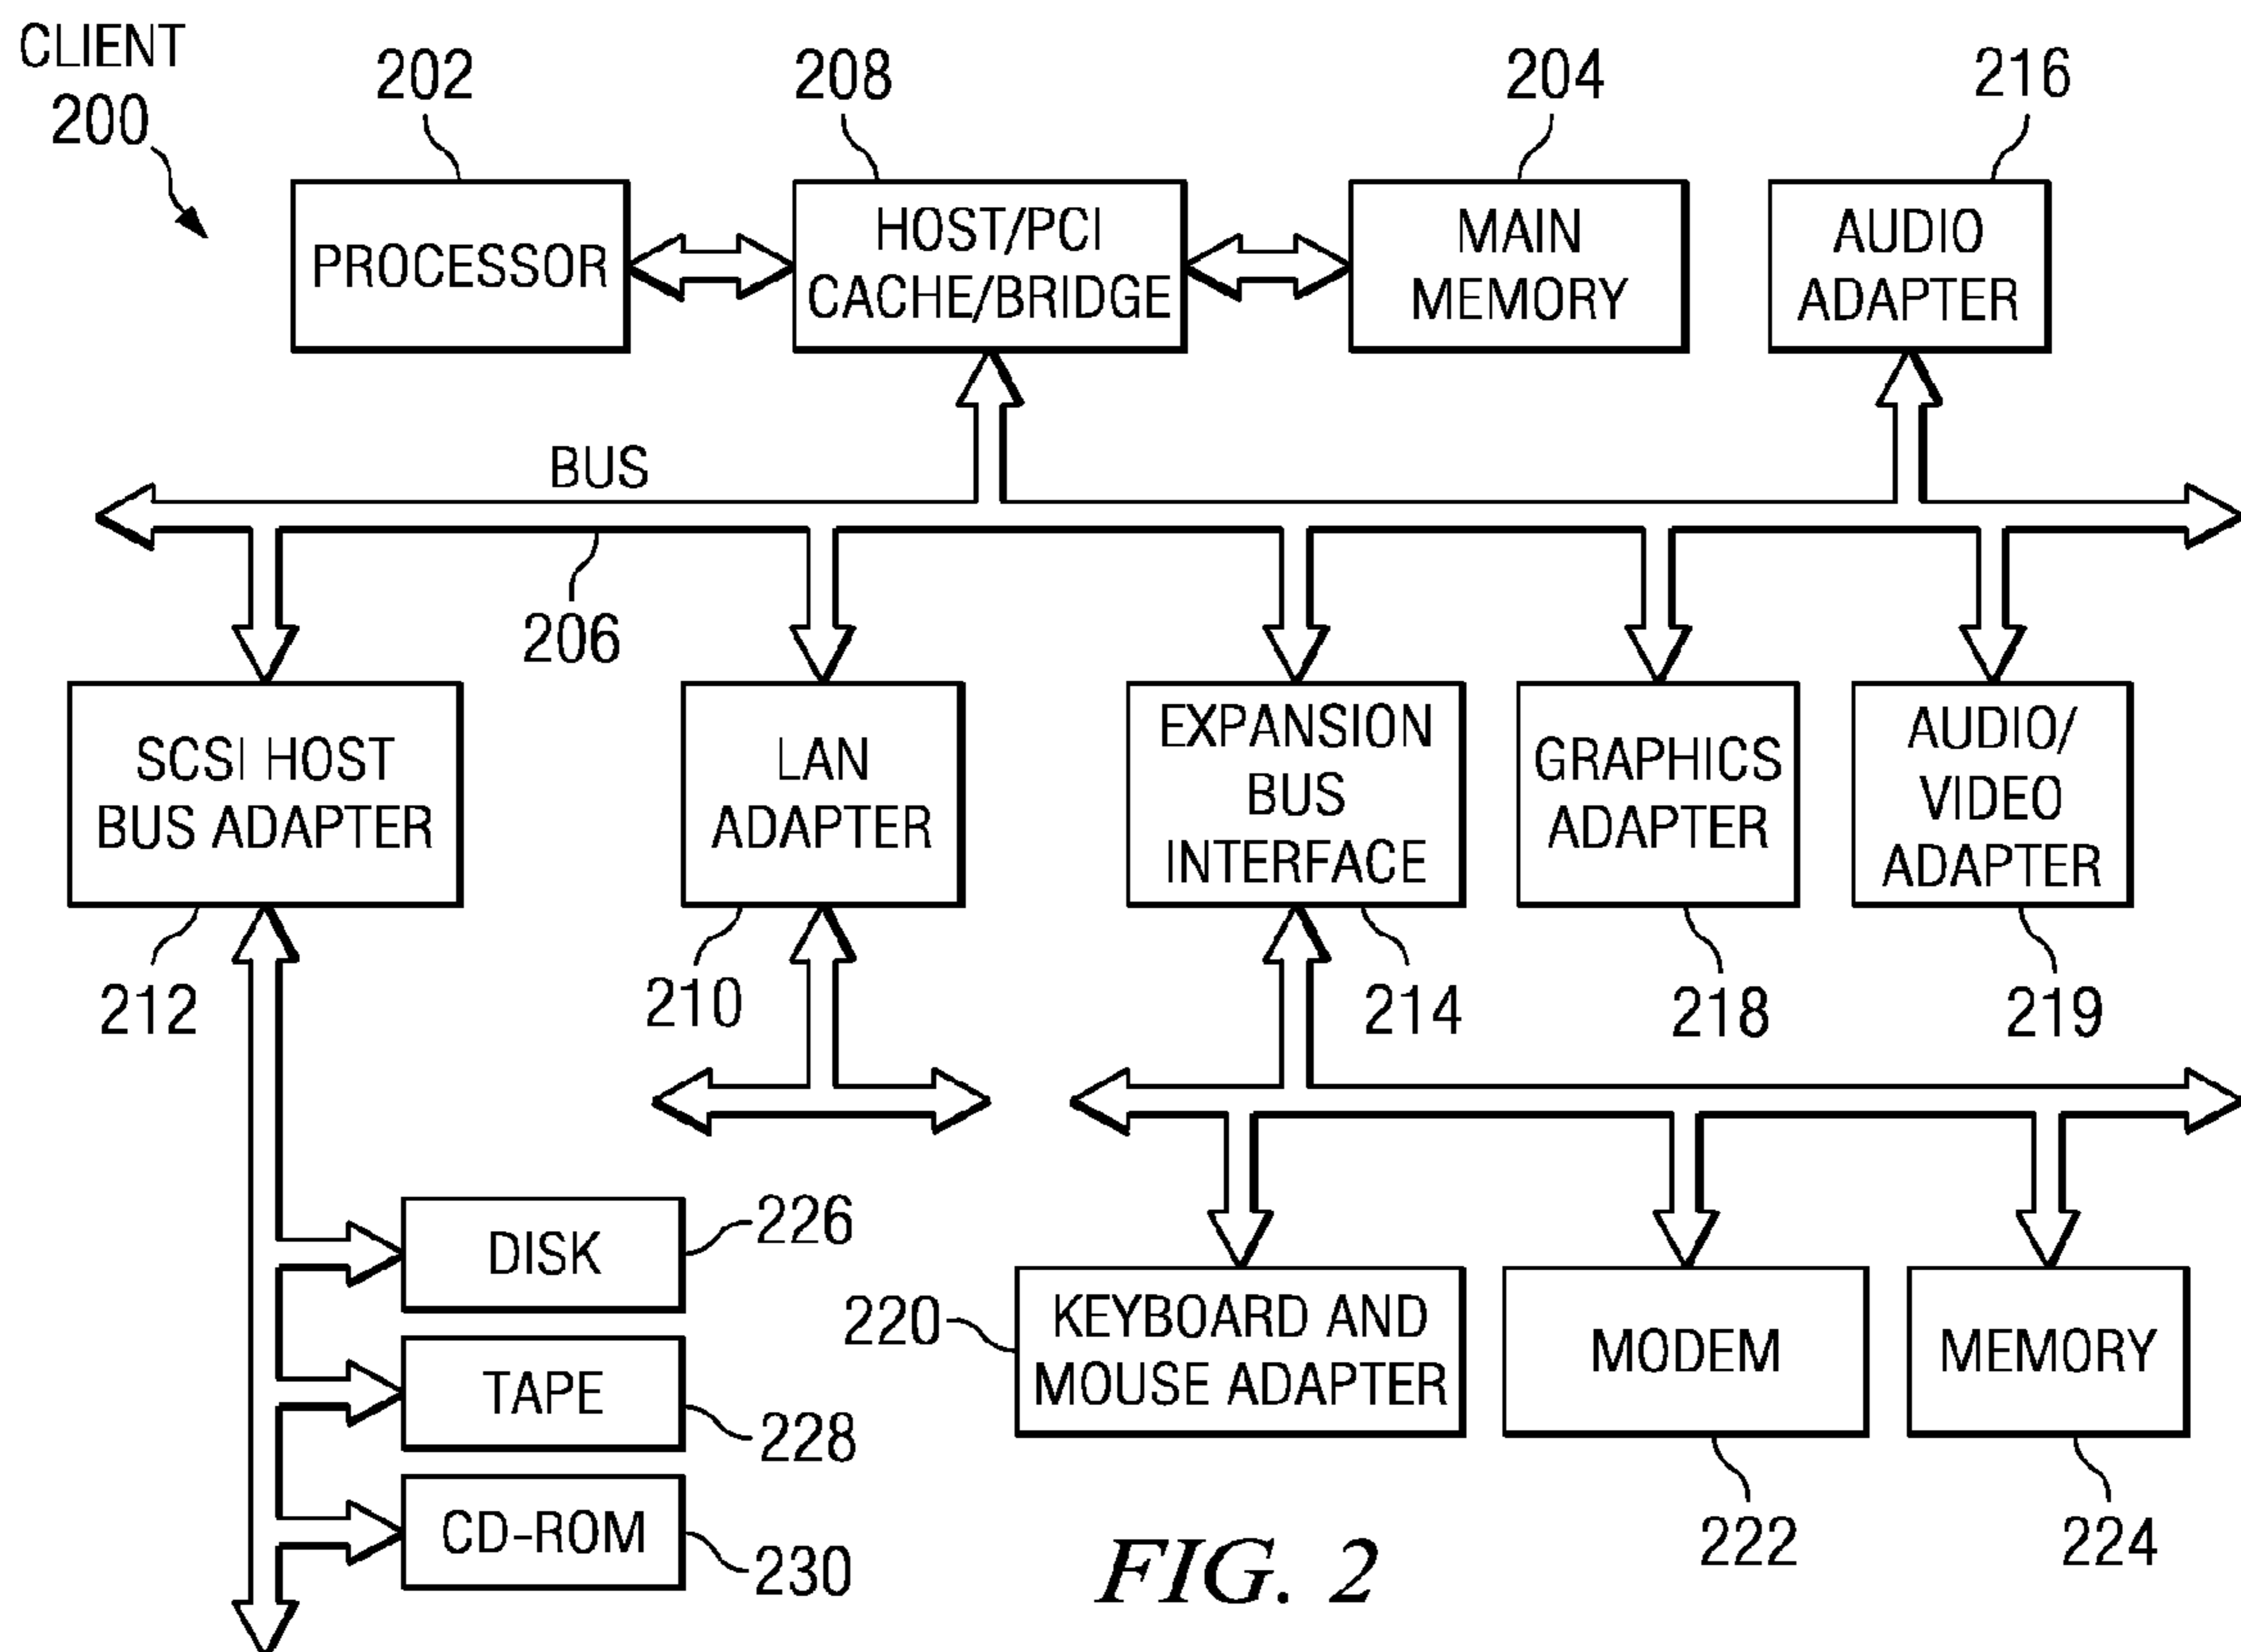 CLIENT
200
202
208
204
216
PROCESSOR
HOST/PCI
CACHE/BRIDGE
MAIN
MEMORY
AUDIO
ADAPTER
BUS
206
SCSI HOST
BUS ADAPTER
LAN
ADAPTER
EXPANSION
BUS
INTERFACE
GRAPHICS
ADAPTER
AUDIO/
VIDEO
ADAPTER
212
210
214
218
219
DISK
226
TAPE
228
CD-ROM
230
220
KEYBOARD AND
MOUSE ADAPTER
MODEM
MEMORY
222
224
FIG. 2